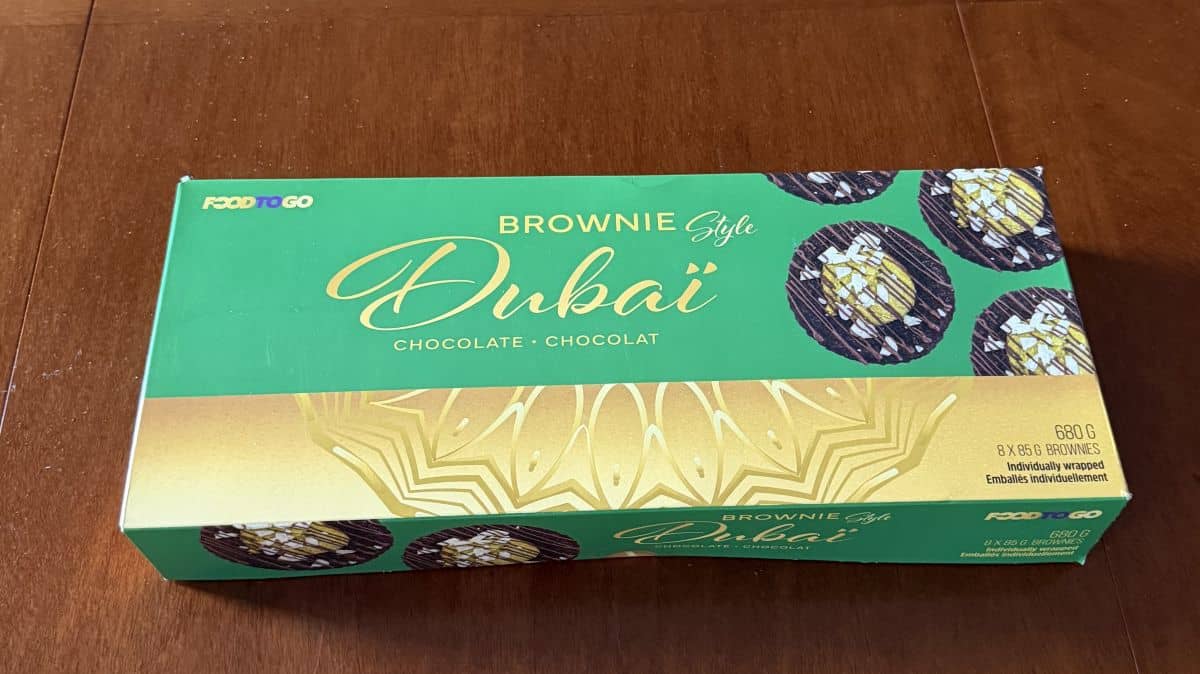 FOODTOGO
BROWNIE Style
Dubaï
CHOCOLATE • CHOCOLAT
680 G
8 X 85 G BROWNIES
Individually wrapped
Emballés individuellement
BROWNIE Style
Dubaï
CHOCOLATE • CHOCOLAT
FOODTOGO
680 G
8 X 85 G BROWNIES
Individually wrapped
Emballés individuellement